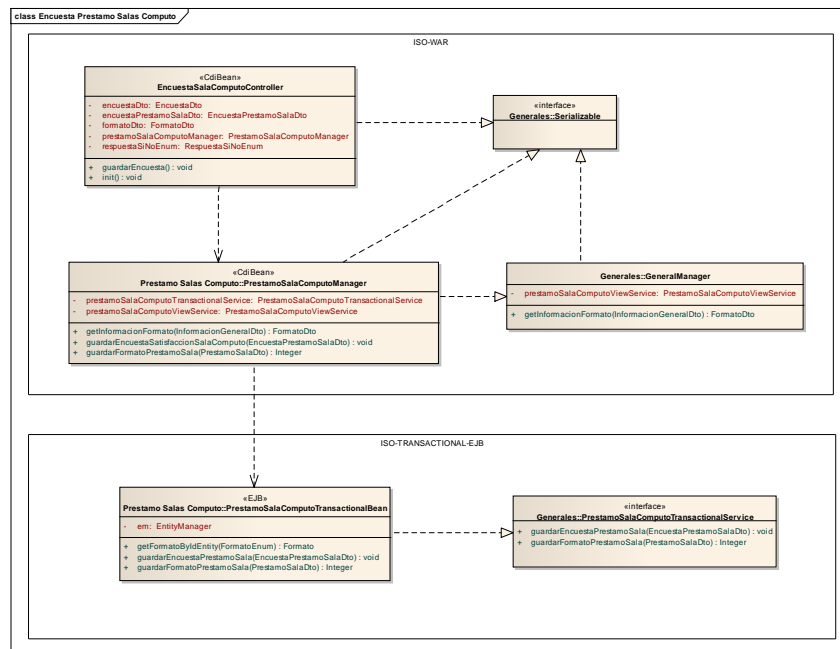 class Encuesta Prestamo Salas Computo
ISO-WAR
«CdiBean»
EncuestaSalaComputoController
- encuestaDto: EncuestaDto
- encuestaPrestamoSalaDto: EncuestaPrestamoSalaDto
- formatoDto: FormatoDto
- prestamoSalaComputoManager: PrestamoSalaComputoManager
- respuestaSiNoEnum: RespuestaSiNoEnum
+ guardarEncuesta() : void
+ init() : void
«interface»
Generales::Serializable
«CdiBean»
Prestamo Salas Computo::PrestamoSalaComputoManager
- prestamoSalaComputoTransactionalService: PrestamoSalaComputoTransactionalService
- prestamoSalaComputoViewService: PrestamoSalaComputoViewService
+ getInformacionFormato(InformacionGeneralDto) : FormatoDto
+ guardarEncuestaSatisfaccionSalaComputo(EncuestaPrestamoSalaDto) : void
+ guardarFormatoPrestamoSala(PrestamoSalaDto) : Integer
Generales::GeneralManager
- prestamoSalaComputoViewService: PrestamoSalaComputoViewService
+ getInformacionFormato(InformacionGeneralDto) : FormatoDto
ISO-TRANSACTIONAL-EJB
«EJB»
Prestamo Salas Computo::PrestamoSalaComputoTransactionalBean
- em: EntityManager
+ getFormatoByIdEntity(FormatoEnum) : Formato
+ guardarEncuestaPrestamoSala(EncuestaPrestamoSalaDto) : void
+ guardarFormatoPrestamoSala(PrestamoSalaDto) : Integer
«interface»
Generales::PrestamoSalaComputoTransactionalService
+ guardarEncuestaPrestamoSala(EncuestaPrestamoSalaDto) : void
+ guardarFormatoPrestamoSala(PrestamoSalaDto) : Integer